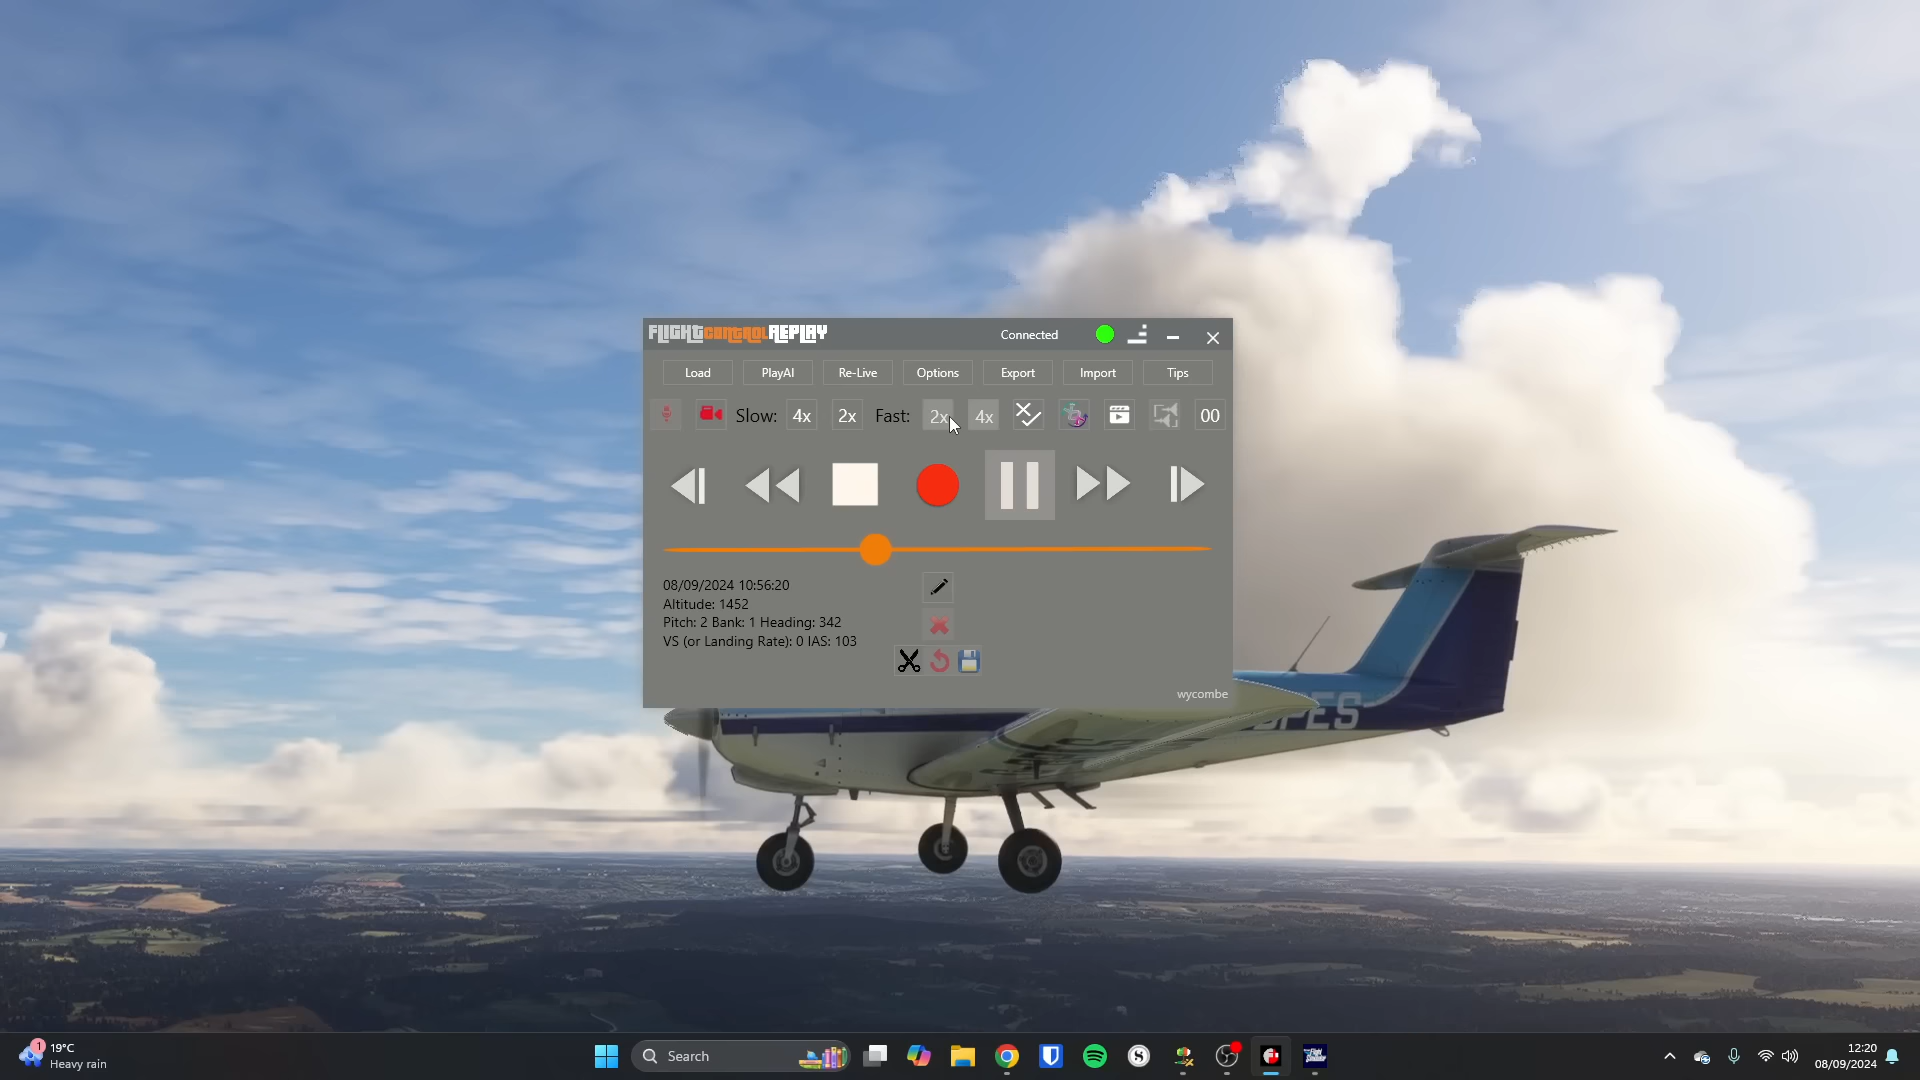 FLIGHTCONTROLREPLAY
Connected
Load
PlayAI
Re-Live
Options
Export
Import
Tips
Slow:
4x
2x
Fast:
2x
4x
00
08/09/2024 10:56:20
Altitude: 1452
Pitch: 2 Bank: 1 Heading: 342
VS (or Landing Rate): 0 IAS: 103
wycombe
1
19°C
Heavy rain
Search
12:20
08/09/2024